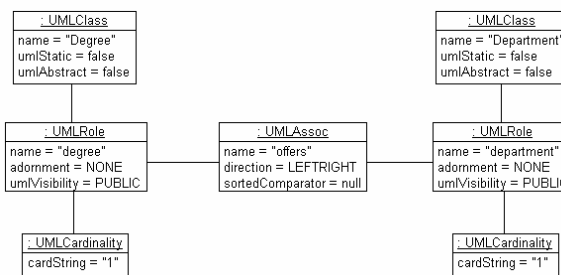 : UMLClass
name = "Degree"
umlStatic = false
umlAbstract = false
: UMLClass
name = "Department"
umlStatic = false
umlAbstract = false
: UMLRole
name = "degree"
adornment = NONE
umlVisibility = PUBLIC
: UMLAssoc
name = "offers"
direction = LEFTRIGHT
sortedComparator = null
: UMLRole
name = "department"
adornment = NONE
umlVisibility = PUBLIC
: UMLCardinality
cardString = "1"
: UMLCardinality
cardString = "1"